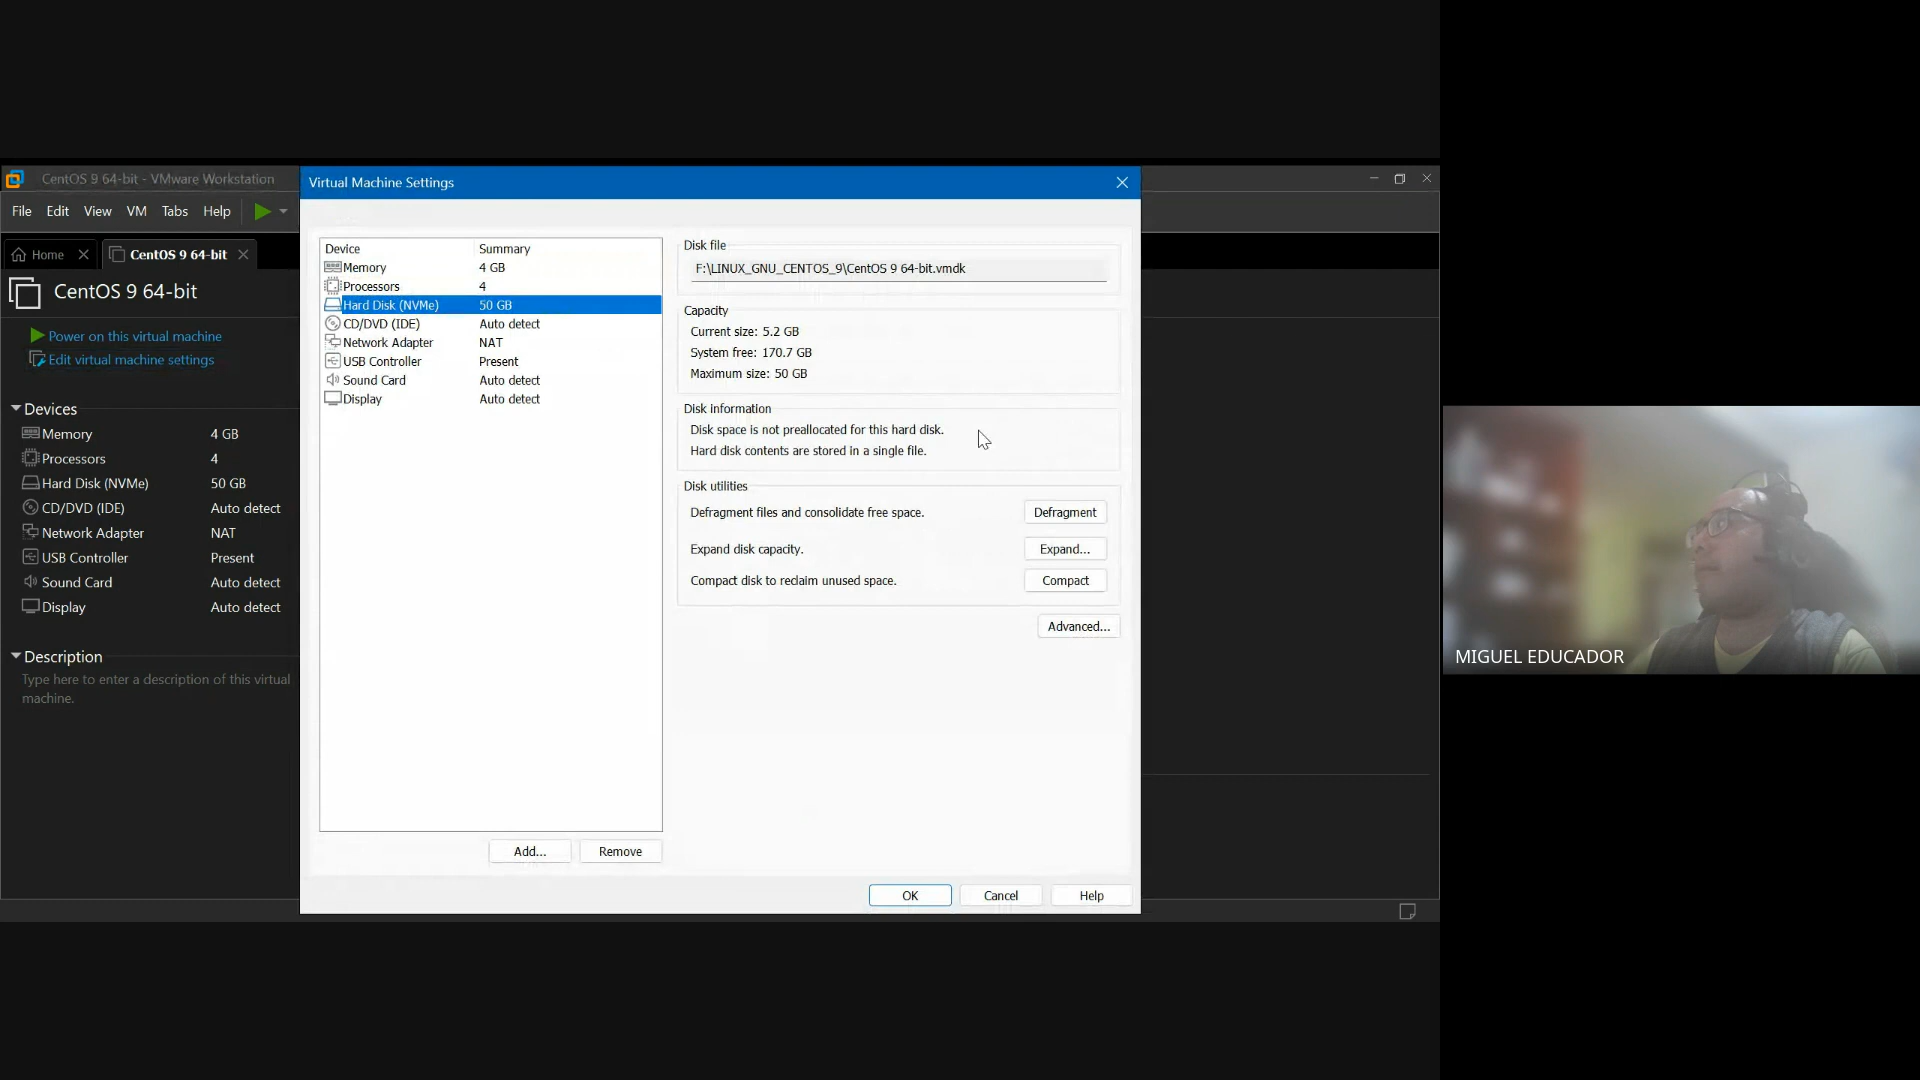 CentOS 9 64-bit - VMware Workstation
File Edit View VM Tabs Help
Home
CentOS 9 64-bit
CentOS 9 64-bit
Power on this virtual machine
Edit virtual machine settings
Devices
Memory 4 GB
Processors 4
Hard Disk (NVMe) 50 GB
CD/DVD (IDE) Auto detect
Network Adapter NAT
USB Controller Present
Sound Card Auto detect
Display Auto detect
Description
Type here to enter a description of this virtual
machine.
Virtual Machine Settings
Device Summary
Memory 4 GB
Processors 4
Hard Disk (NVMe) 50 GB
CD/DVD (IDE) Auto detect
Network Adapter NAT
USB Controller Present
Sound Card Auto detect
Display Auto detect
Add...
Remove
Disk file
F:\LINUX_GNU_CENTOS_9\CentOS 9 64-bit.vmdk
Capacity
Current size: 5.2 GB
System free: 170.7 GB
Maximum size: 50 GB
Disk information
Disk space is not preallocated for this hard disk.
Hard disk contents are stored in a single file.
Disk utilities
Defragment files and consolidate free space. Defragment
Expand disk capacity. Expand...
Compact disk to reclaim unused space. Compact
Advanced...
OK Cancel Help
MIGUEL EDUCADOR